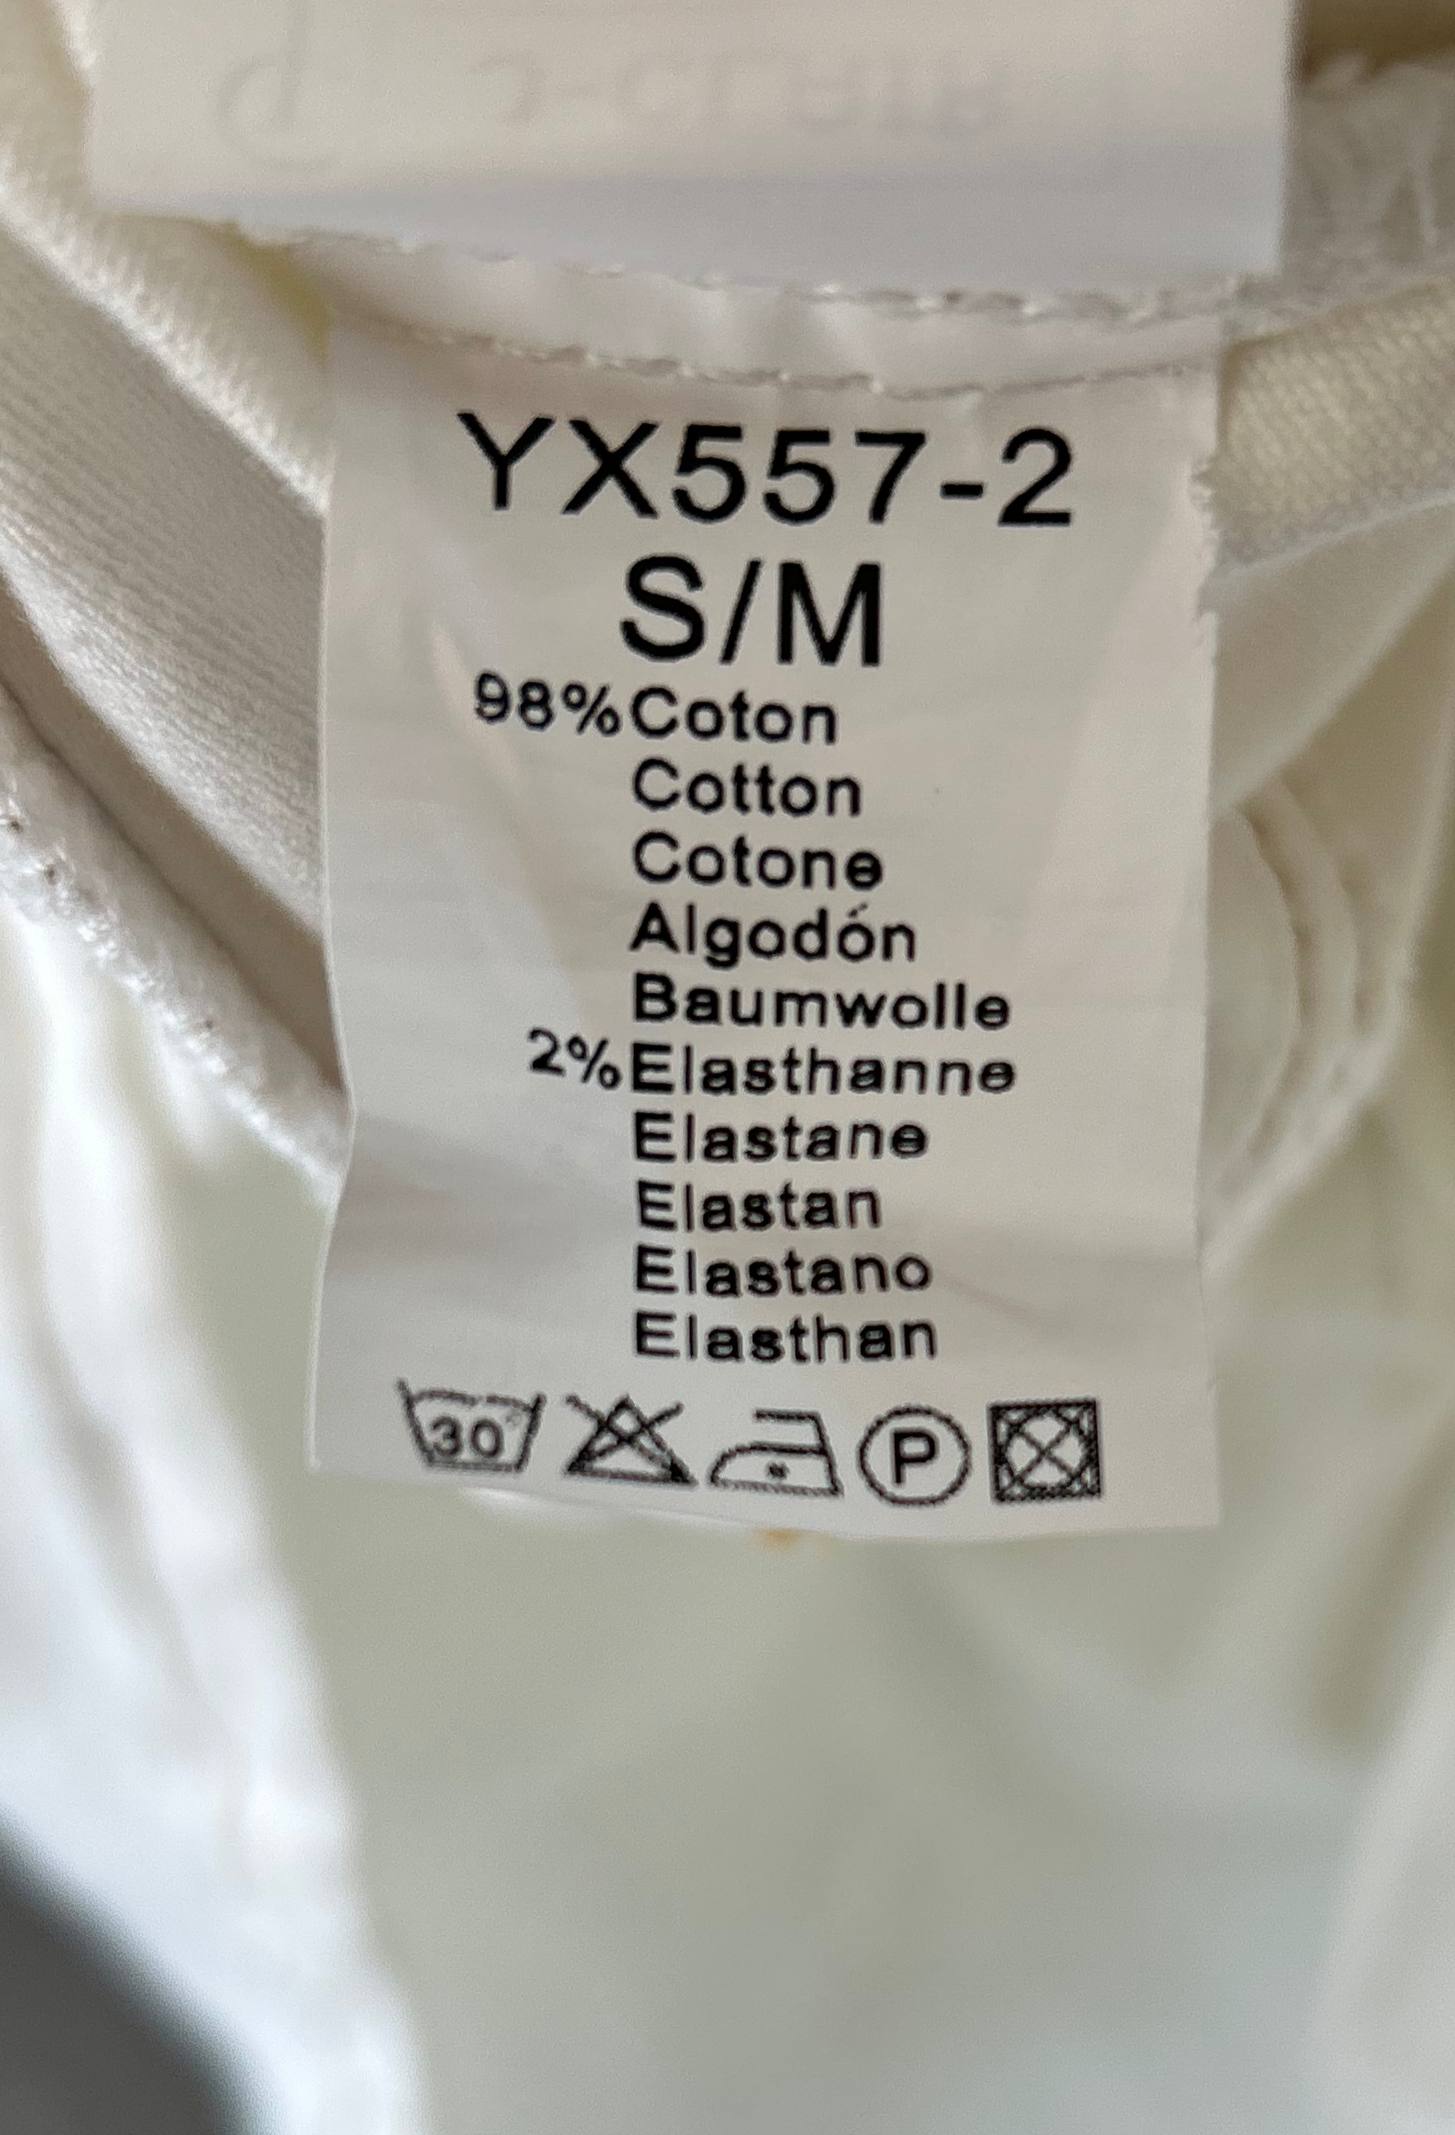 YX557-2
S/M
98%Coton
Cotton
Cotone
Algodón
Baumwolle
2%Elasthanne
Elastane
Elastan
Elastano
Elasthan
30° P